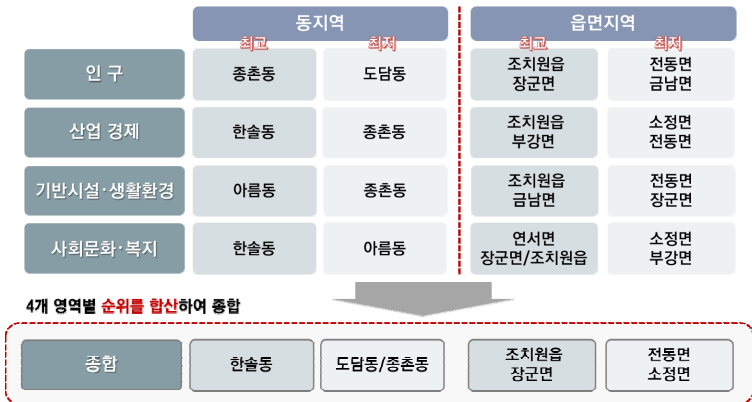 동지역 읍면지역
최고 최저 최고 최저
인 구 종촌동 도담동 조치원읍 전동면
장군면 금남면
산업 경제 한솔동 종촌동 조치원읍 소정면
부강면 전동면
기반시설·생활환경 아름동 종촌동 조치원읍 전동면
금남면 장군면
사회문화·복지 한솔동 아름동 연서면 소정면
장군면/조치원읍 부강면
4개 영역별 순위를 합산하여 종합
종합 한솔동 도담동/종촌동 조치원읍 전동면
장군면 소정면